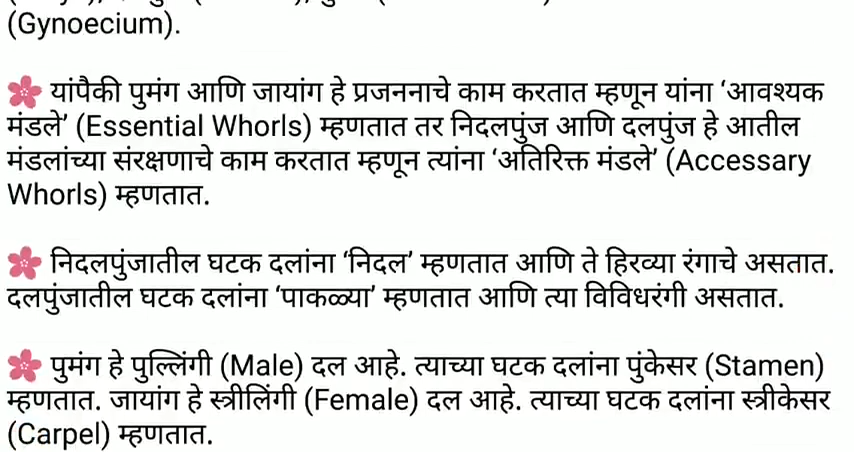 (Gynoecium).
🌸 यांपैकी पुमंग आणि जायांग हे प्रजननाचे काम करतात म्हणून यांना ‘आवश्यक
मंडले’ (Essential Whorls) म्हणतात तर निदलपुंज आणि दलपुंज हे आतील
मंडलांच्या संरक्षणाचे काम करतात म्हणून त्यांना ‘अतिरिक्त मंडले’ (Accessary
Whorls) म्हणतात.
🌸 निदलपुंजातील घटक दलांना ‘निदल’ म्हणतात आणि ते हिरव्या रंगाचे असतात.
दलपुंजातील घटक दलांना ‘पाकळ्या’ म्हणतात आणि त्या विविधरंगी असतात.
🌸 पुमंग हे पुल्लिंगी (Male) दल आहे. त्याच्या घटक दलांना पुंकेसर (Stamen)
म्हणतात. जायांग हे स्त्रीलिंगी (Female) दल आहे. त्याच्या घटक दलांना स्त्रीकेसर
(Carpel) म्हणतात.